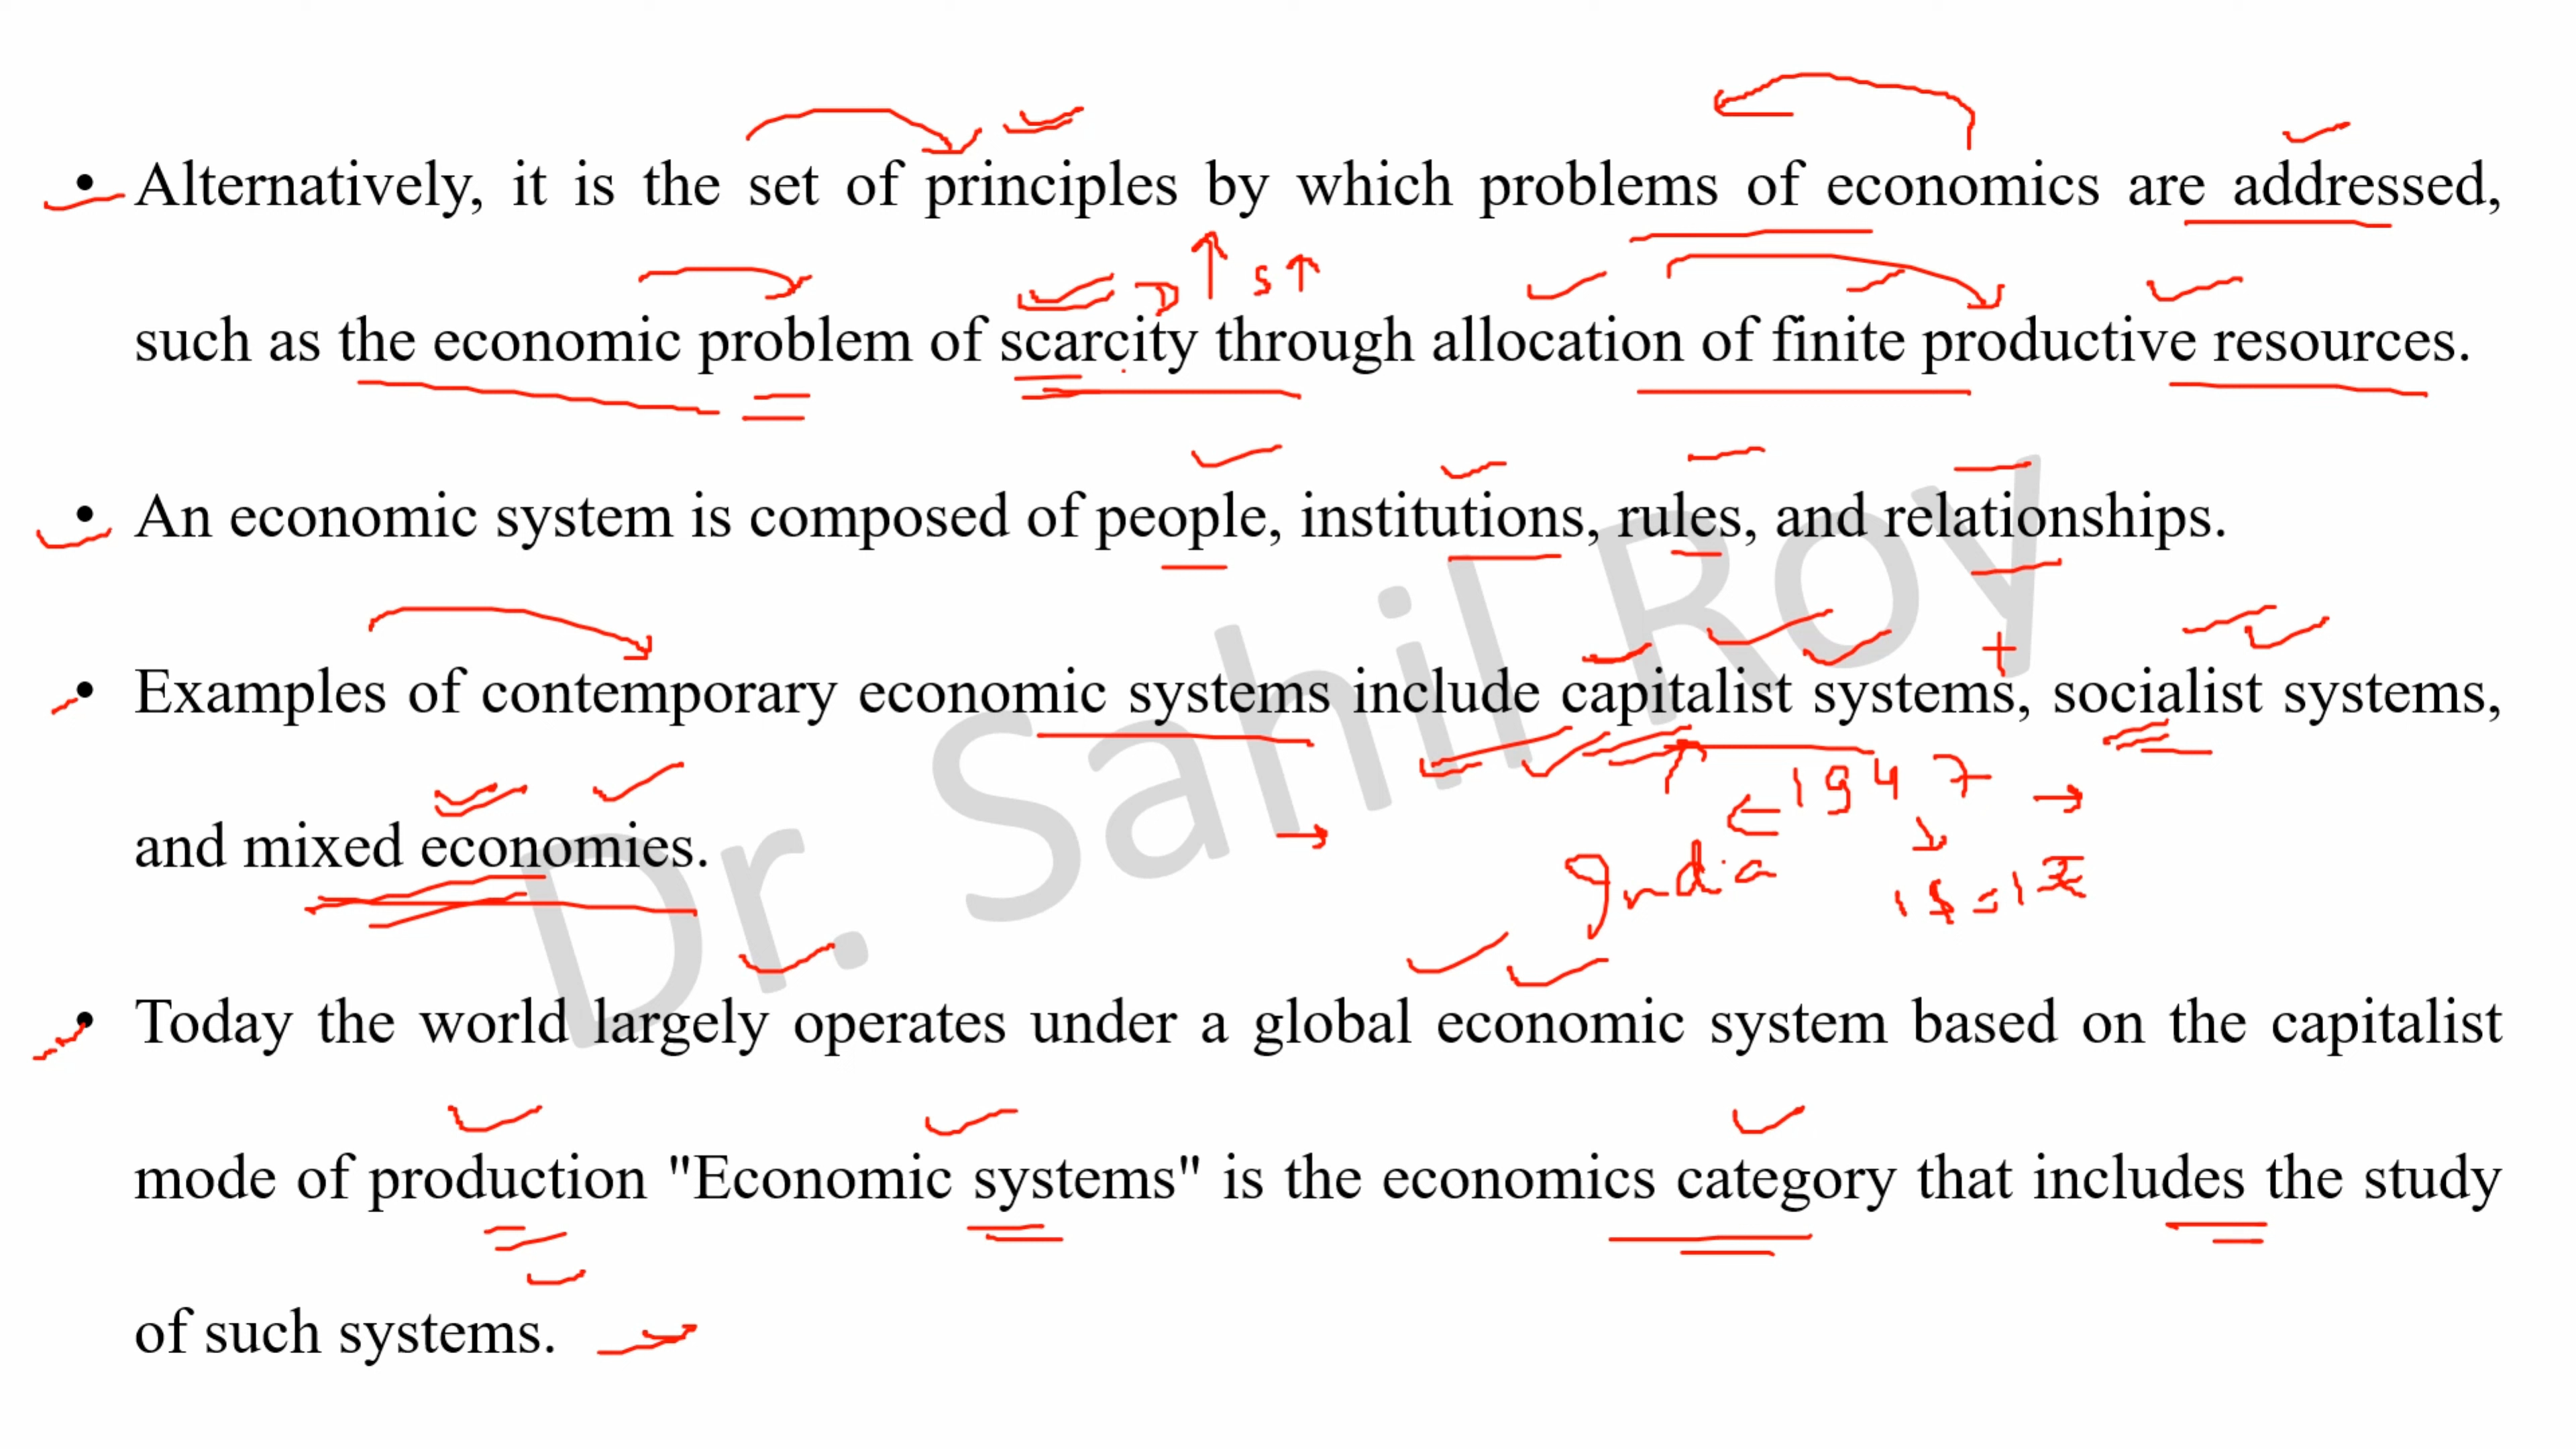 • Alternatively, it is the set of principles by which problems of economics are addressed,
D↑ S↑
such as the economic problem of scarcity through allocation of finite productive resources.
• An economic system is composed of people, institutions, rules, and relationships.
• Examples of contemporary economic systems include capitalist systems, socialist systems,
+
← 1947 →
and mixed economies.
→ India
1$=1₹
Dr. Sahil Roy
• Today the world largely operates under a global economic system based on the capitalist
mode of production "Economic systems" is the economics category that includes the study
of such systems.